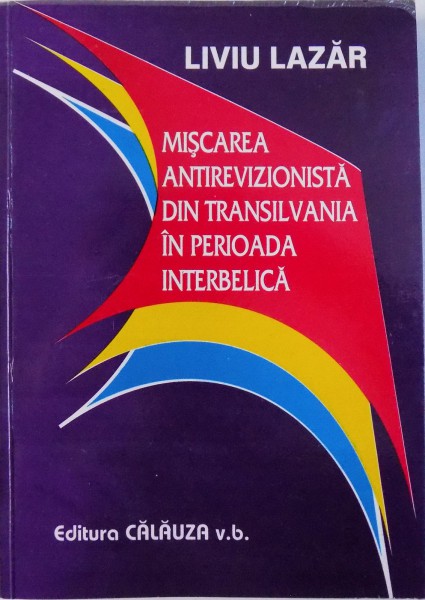 LIVIU LAZĂR
MIŞCAREA
ANTIREVIZIONISTĂ
DIN TRANSILVANIA
ÎN PERIOADA
INTERBELICĂ
Editura CĂLĂUZA v.b.